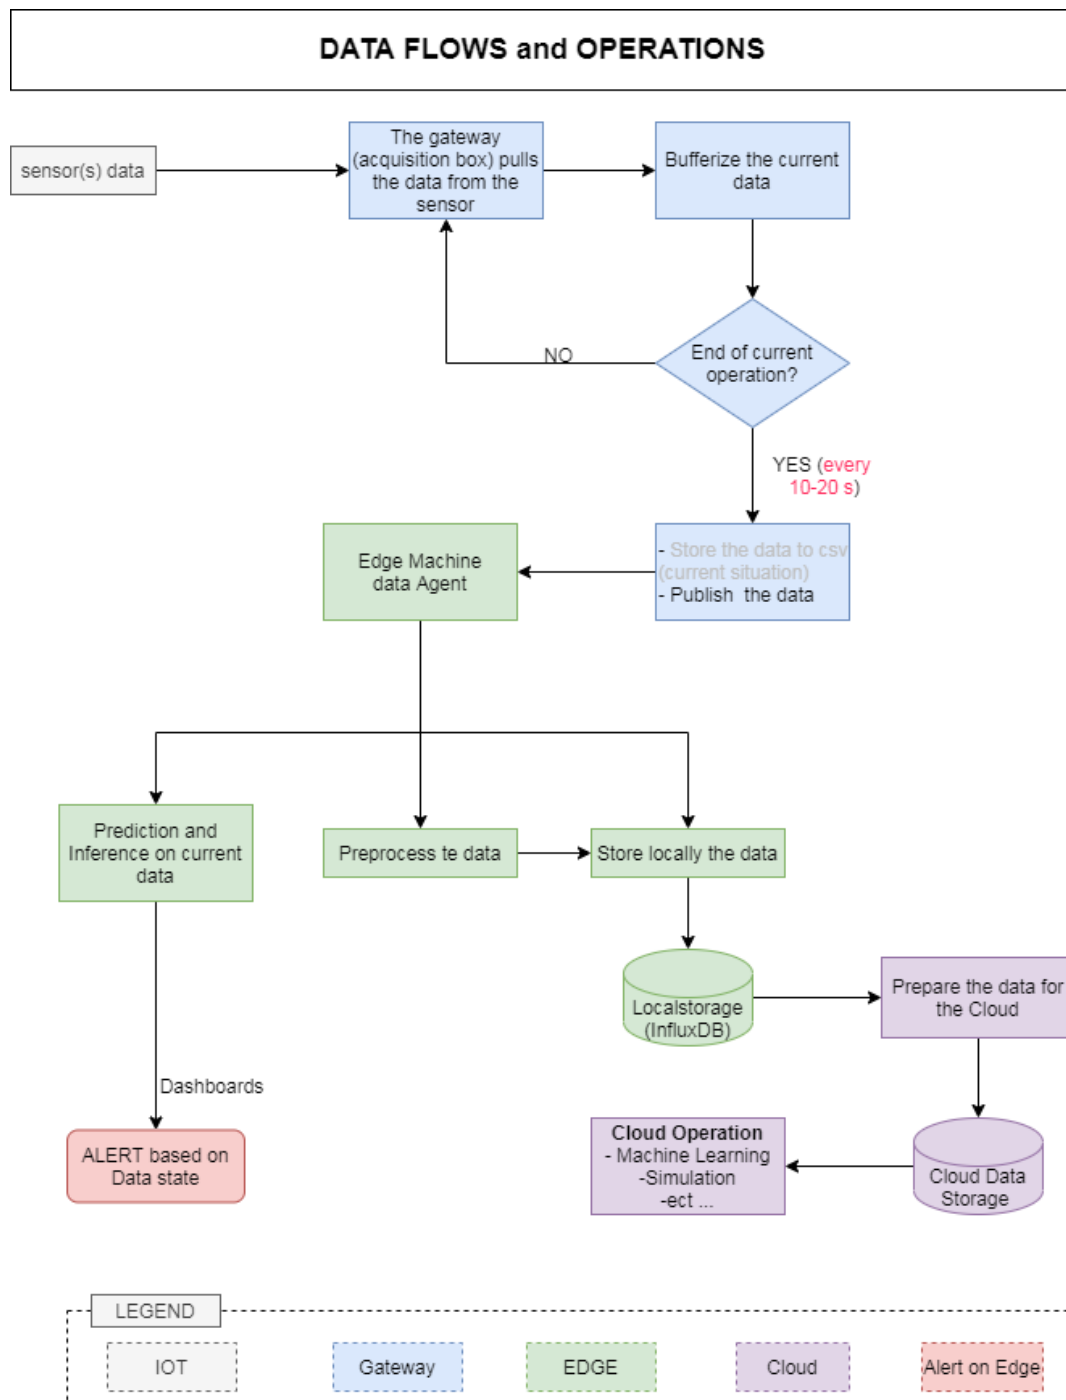 DATA FLOWS and OPERATIONS
sensor(s) data
The gateway
(acquisition box) pulls
the data from the
sensor
Bufferize the current
data
End of current
operation?
NO
YES (every
10-20 s)
- Store the data to csv
(current situation)
- Publish the data
Edge Machine
data Agent
Prediction and
Inference on current
data
Preprocess te data
Store locally the data
Localstorage
(InfluxDB)
Prepare the data for
the Cloud
Dashboards
ALERT based on
Data state
Cloud Operation
- Machine Learning
-Simulation
-ect ...
Cloud Data
Storage
LEGEND
IOT
Gateway
EDGE
Cloud
Alert on Edge